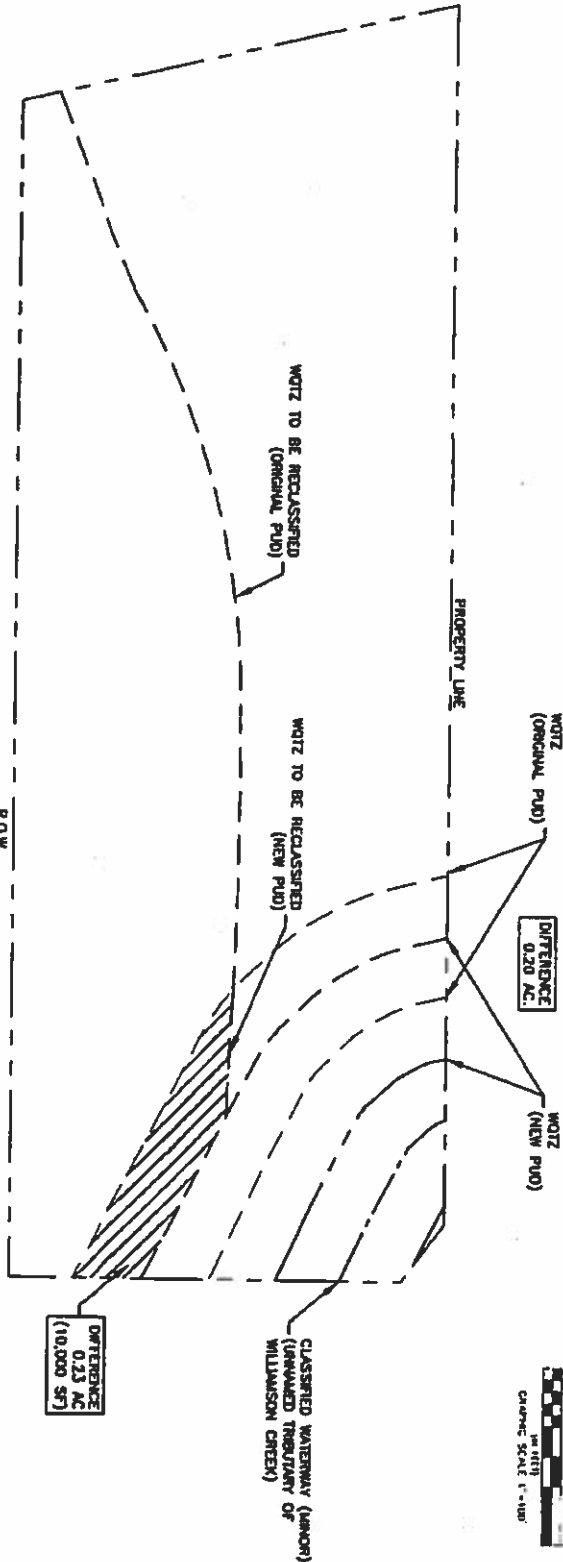 WQTZ
(ORIGINAL PUD)
DIFFERENCE
0.20 AC.
WQTZ
(NEW PUD)
(IN FEET)
GRAPHIC SCALE 1"=100'
PROPERTY LINE
WQTZ TO BE RECLASSIFIED
(ORIGINAL PUD)
WQTZ TO BE RECLASSIFIED
(NEW PUD)
CLASSIFIED WATERWAY (MINOR)
(UNNAMED TRIBUTARY OF
WILLIAMSON CREEK)
R.O.W.
DIFFERENCE
0.23 AC
(10,000 SF)